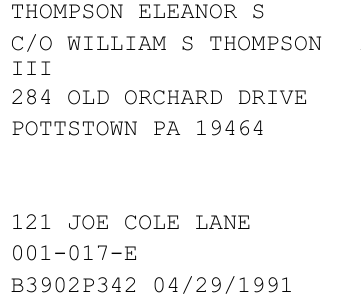 THOMPSON ELEANOR S
C/O WILLIAM S THOMPSON
III
284 OLD ORCHARD DRIVE
POTTSTOWN PA 19464
121 JOE COLE LANE
001-017-E
B3902P342 04/29/1991